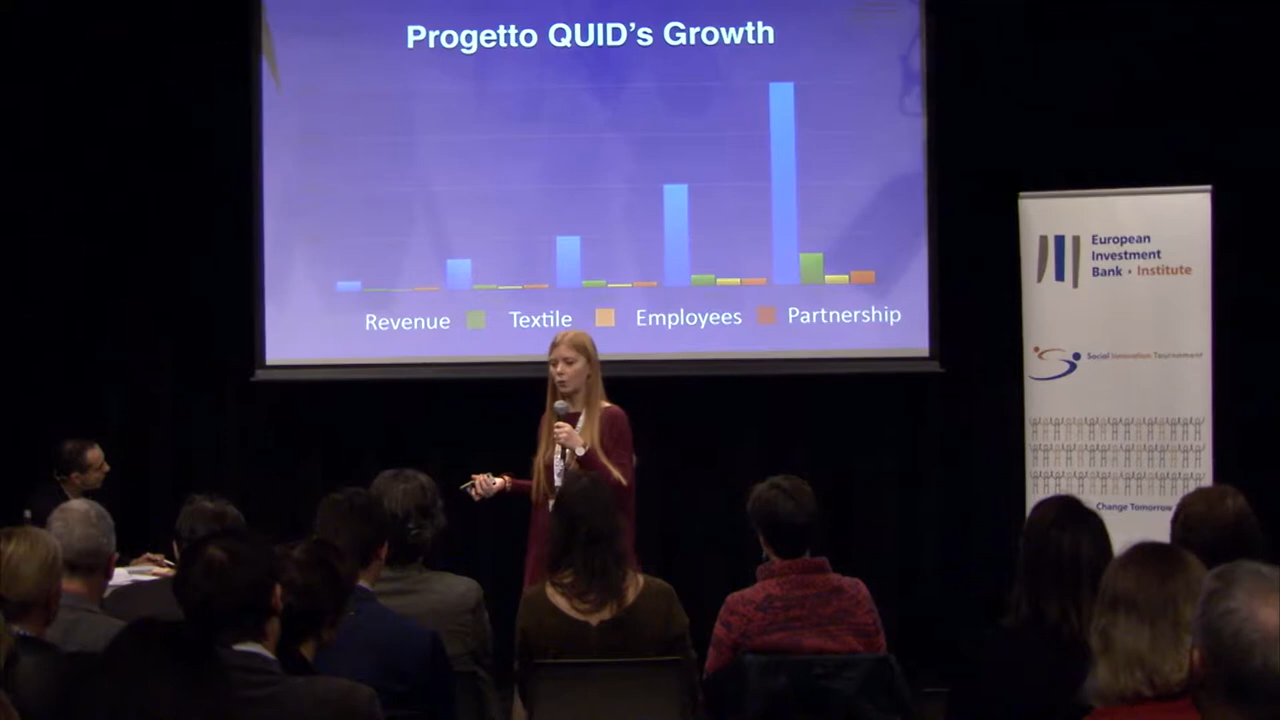 Progetto QUID's Growth
Revenue Textile Employees Partnership
European
Investment
Bank • Institute
Social Innovation Tournament
Change Tomorrow